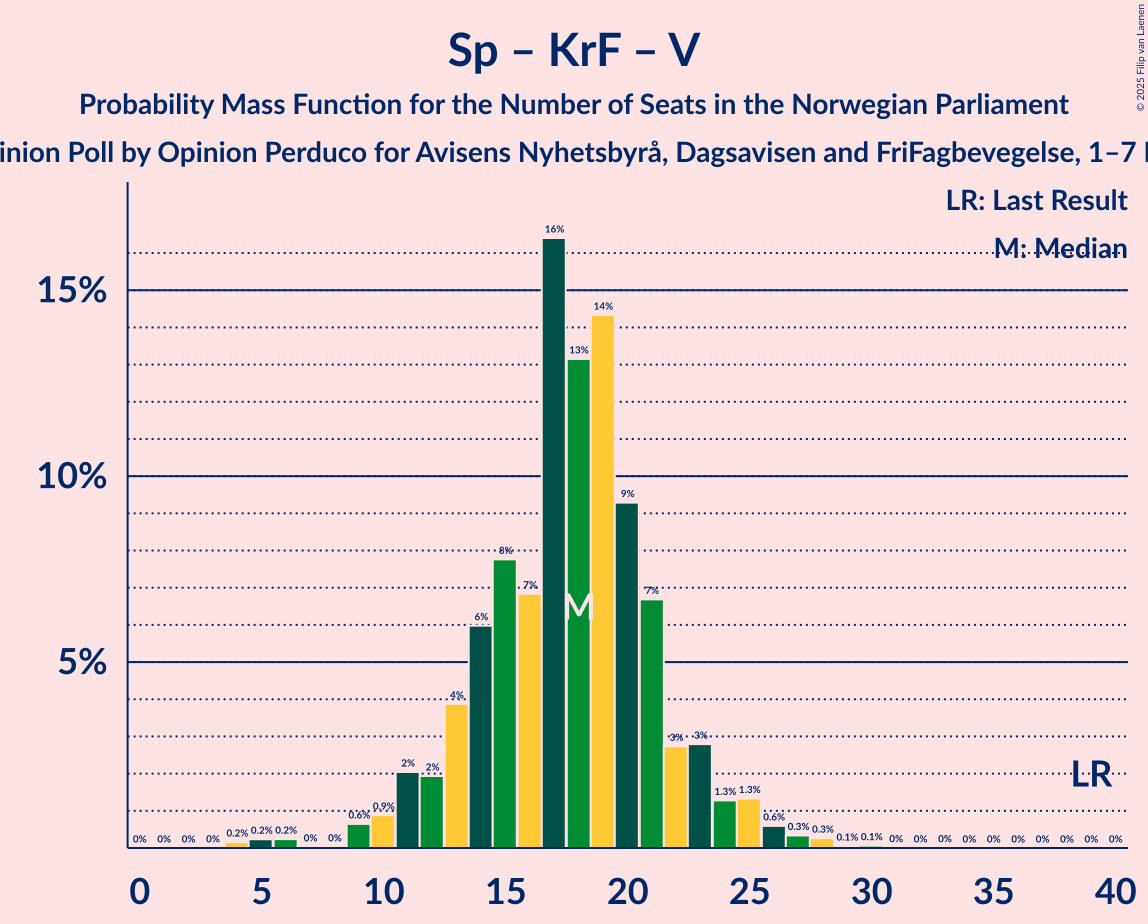 Sp – KrF – V
Probability Mass Function for the Number of Seats in the Norwegian Parliament
Opinion Poll by Opinion Perduco for Avisens Nyhetsbyrå, Dagsavisen and FriFagbevegelse, 1–7
© 2025 Filip van Laenen
LR: Last Result
M: Median
15%
10%
5%
0% 0% 0% 0% 0.2% 0.2% 0.2% 0% 0% 0.6% 0.9% 2% 2% 4% 6% 8% 7% 16% 13% 14% 9% 7% 3% 3% 1.3% 1.3% 0.6% 0.3% 0.3% 0.1% 0.1% 0% 0% 0% 0% 0% 0% 0% 0% 0% 0%
M
LR
0 5 10 15 20 25 30 35 40